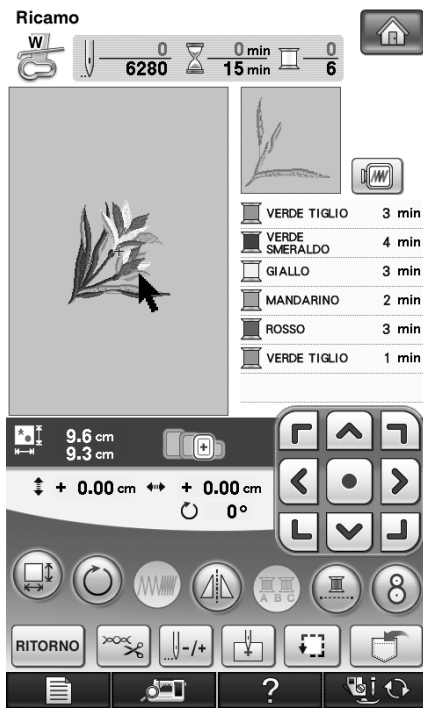 Ricamo
W
0 0 min 0
6280 15 min 6
VERDE TIGLIO 3 min
VERDE
SMERALDO 4 min
GIALLO 3 min
MANDARINO 2 min
ROSSO 3 min
VERDE TIGLIO 1 min
9.6 cm
9.3 cm
+ 0.00 cm + 0.00 cm
0°
A B C
8
RITORNO
-/+
?
i